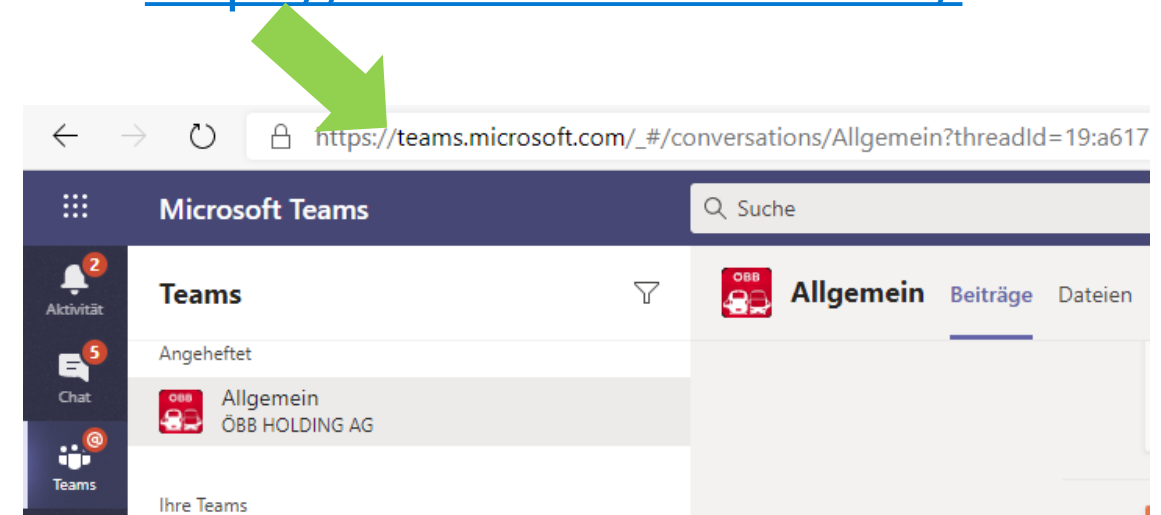 https://teams.microsoft.com/_#/conversations/Allgemein?threadId=19:a617
Microsoft Teams
Suche
2
Aktivität
Teams
ÖBB
Allgemein
Beiträge
Dateien
5
Chat
Angeheftet
ÖBB
Allgemein
ÖBB HOLDING AG
@
Teams
Ihre Teams